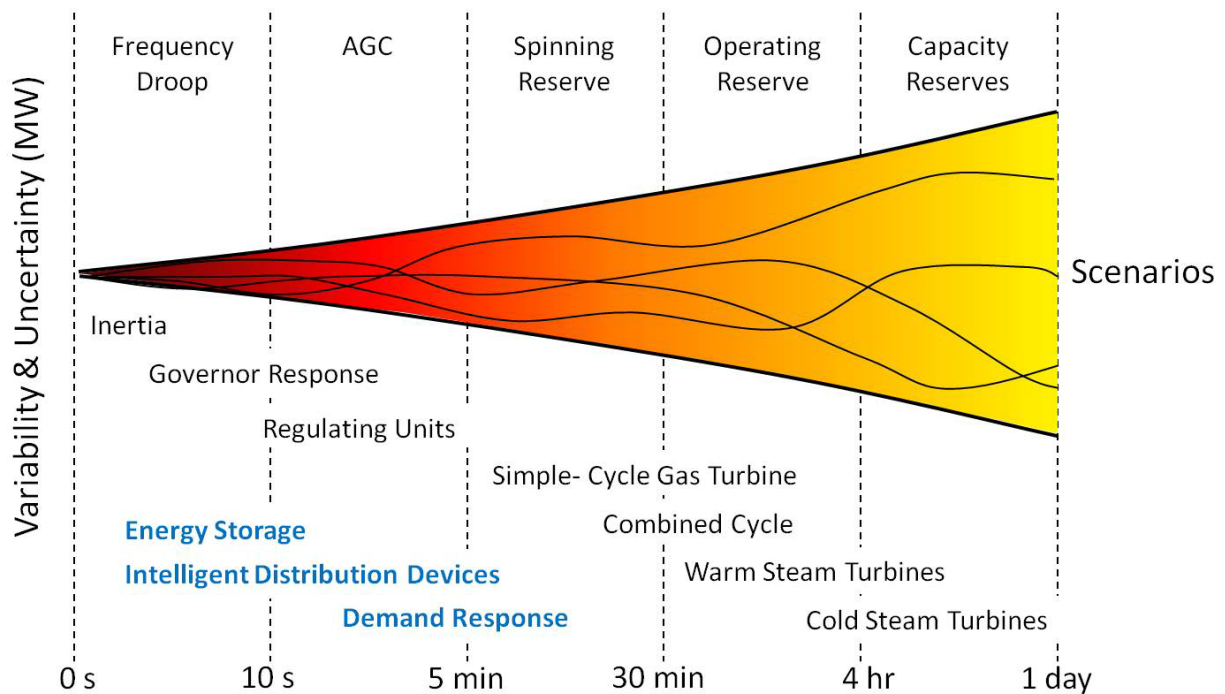 Variability & Uncertainty (MW)
Frequency
Droop
AGC
Spinning
Reserve
Operating
Reserve
Capacity
Reserves
Scenarios
Inertia
Governor Response
Regulating Units
Simple- Cycle Gas Turbine
Combined Cycle
Warm Steam Turbines
Cold Steam Turbines
Energy Storage
Intelligent Distribution Devices
Demand Response
0 s
10 s
5 min
30 min
4 hr
1 day